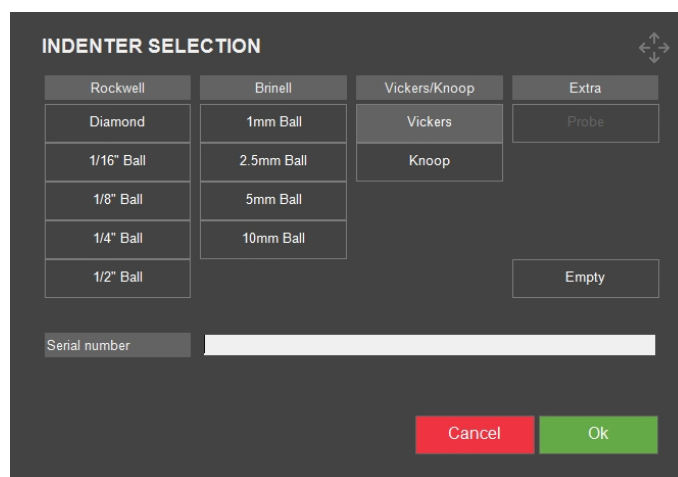 INDENTER SELECTION
Rockwell Brinell Vickers/Knoop Extra
Diamond 1mm Ball Vickers Probe
1/16" Ball 2.5mm Ball Knoop
1/8" Ball 5mm Ball
1/4" Ball 10mm Ball
1/2" Ball Empty
Serial number
Cancel Ok